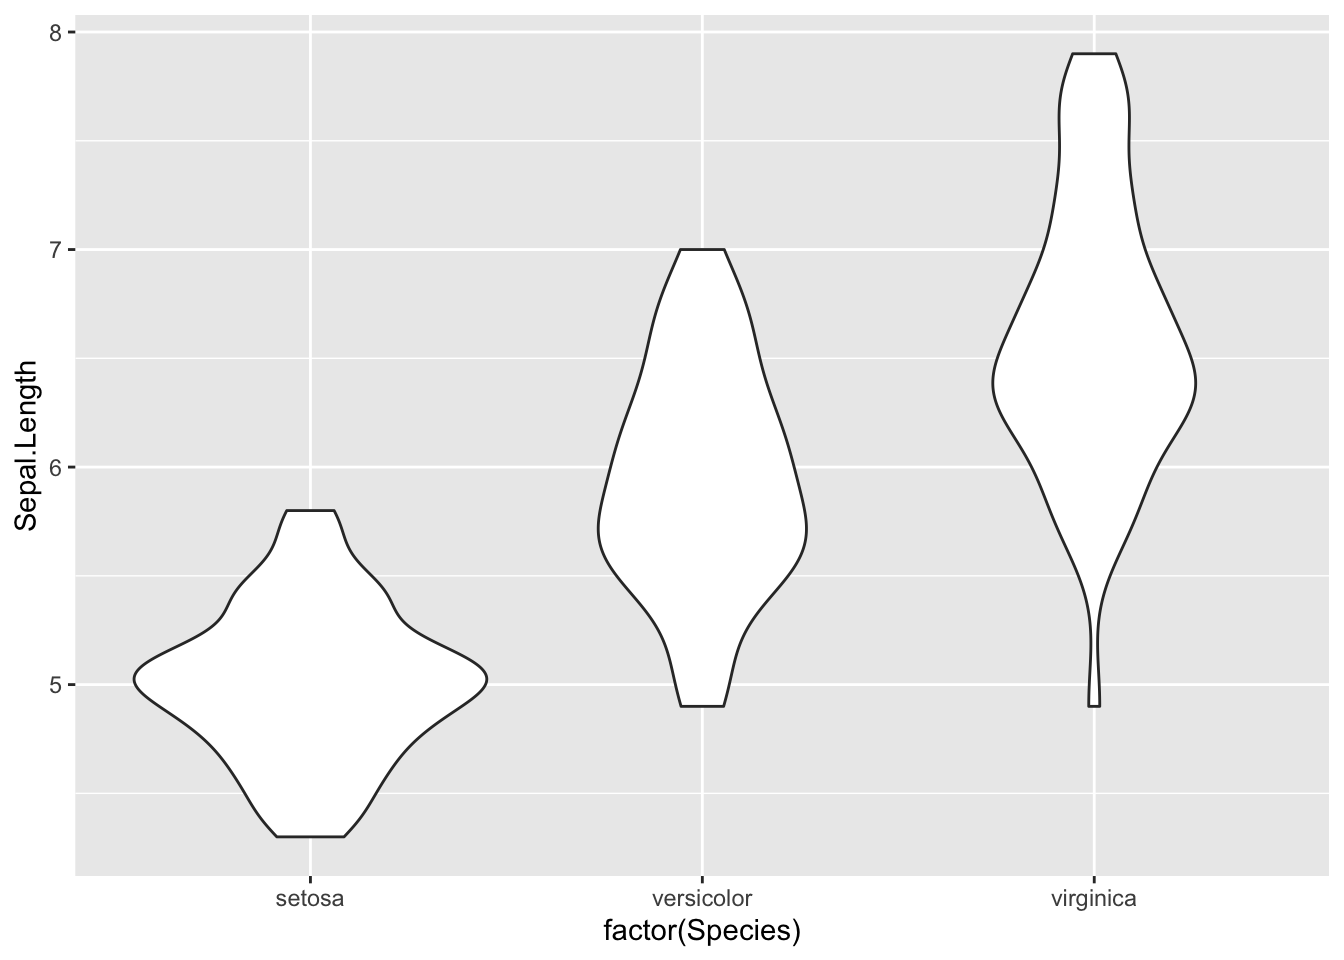 8
7
6
5
Sepal.Length
setosa
versicolor
virginica
factor(Species)